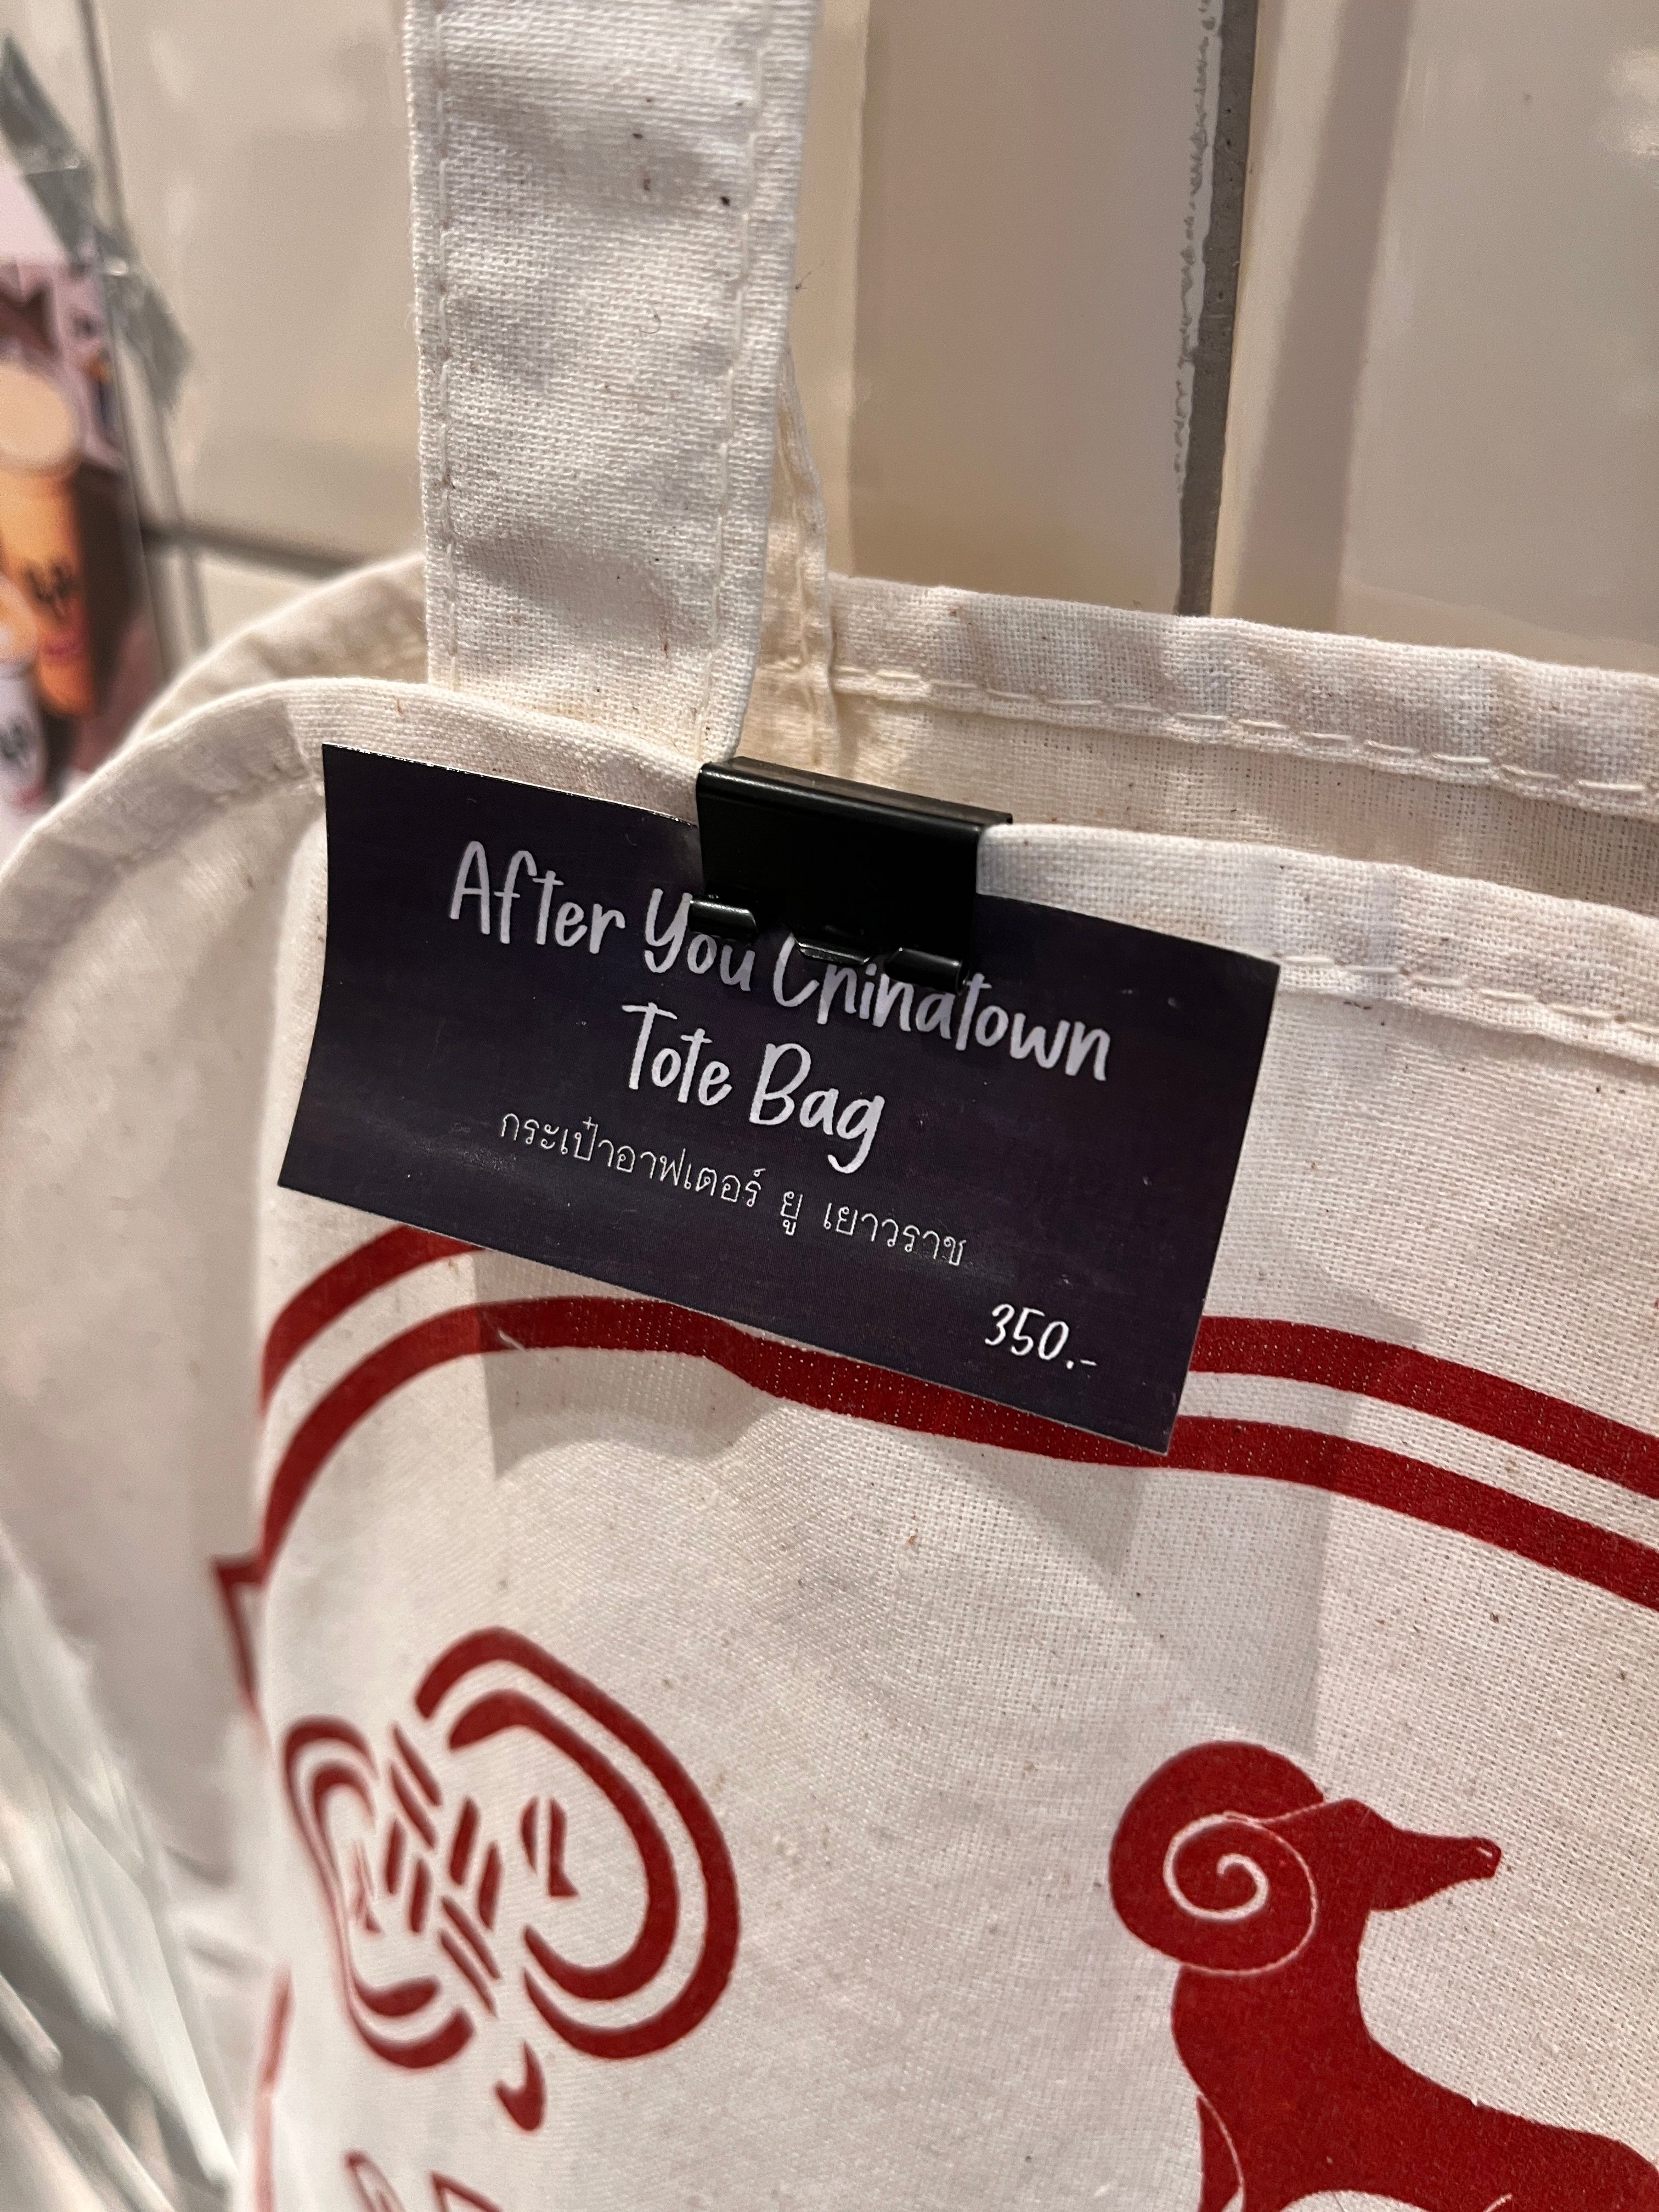 After You Chinatown
Tote Bag
กระเป๋าอาฟเตอร์ ยู เยาวราช
350.-